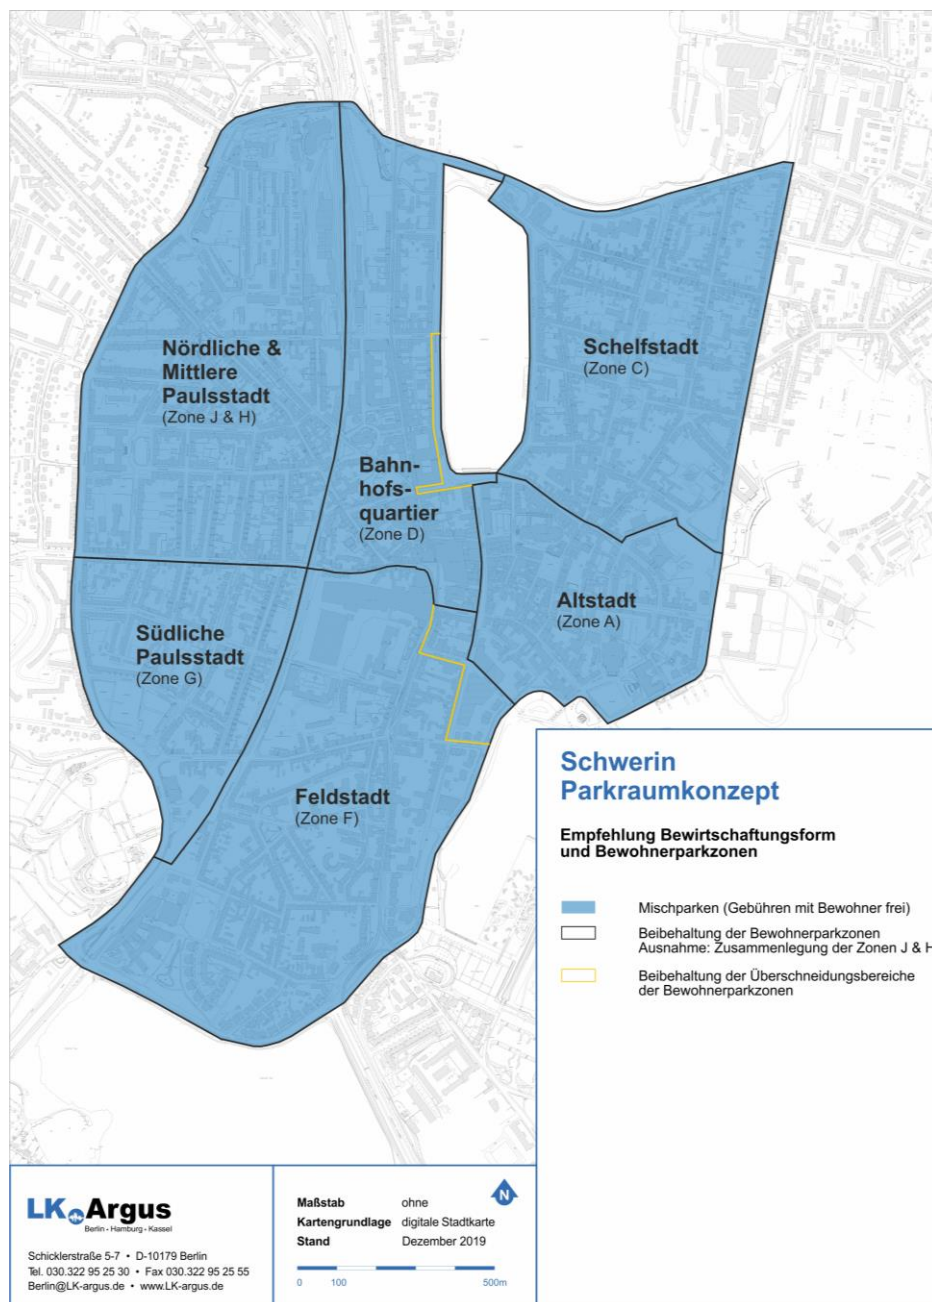 Nördliche &
Mittlere
Paulsstadt
(Zone J & H)
Schelfstadt
(Zone C)
Bahn-
hofs-
quartier
(Zone D)
Altstadt
(Zone A)
Südliche
Paulsstadt
(Zone G)
Feldstadt
(Zone F)
Schwerin
Parkraumkonzept
Empfehlung Bewirtschaftungsform
und Bewohnerparkzonen
Mischparken (Gebühren mit Bewohner frei)
Beibehaltung der Bewohnerparkzonen
Ausnahme: Zusammenlegung der Zonen J & H
Beibehaltung der Überschneidungsbereiche
der Bewohnerparkzonen
LK Argus
Berlin • Hamburg • Kassel
Schicklerstraße 5-7 • D-10179 Berlin
Tel. 030.322 95 25 30 • Fax 030.322 95 25 55
Berlin@LK-argus.de • www.LK-argus.de
Maßstab ohne
Kartengrundlage digitale Stadtkarte
Stand Dezember 2019
N
0 100 500m